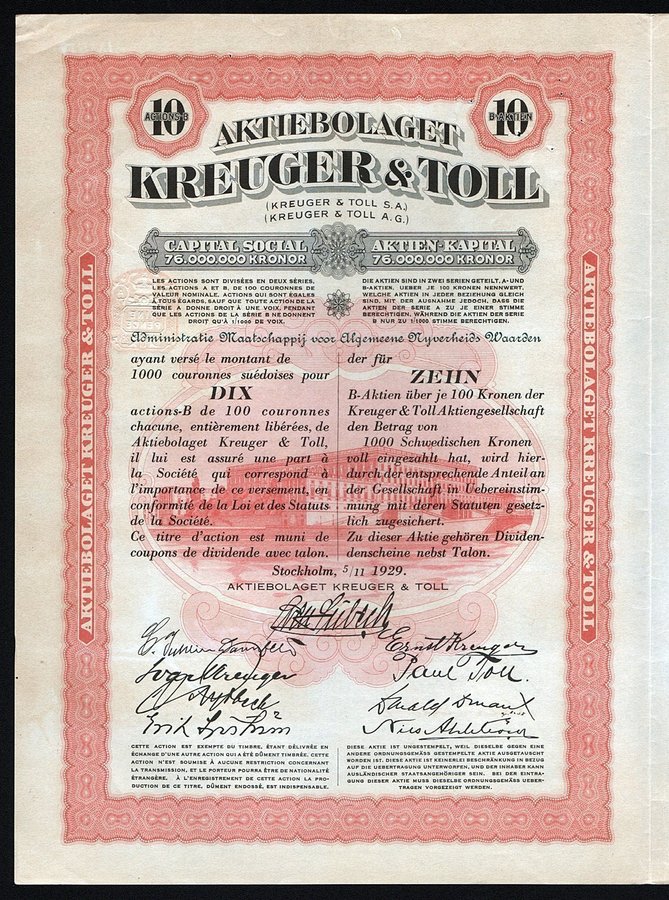 10
ACTIONS-B
10
B-AKTIEN
AKTIEBOLAGET
KREUGER & TOLL
(KREUGER & TOLL S.A.)
(KREUGER & TOLL A.G.)
CAPITAL SOCIAL
76.000.000 KRONOR
AKTIEN-KAPITAL
76.000.000 KRONOR
LES ACTIONS SONT DIVISÉES EN DEUX SÉRIES,
LES ACTIONS A ET B, DE 100 COURONNES DE
VALEUR NOMINALE. ACTIONS QUI SONT ÉGALES
À TOUS ÉGARDS, SAUF QUE TOUTE ACTION DE LA
SÉRIE A DONNE DROIT À UNE VOIX, PENDANT
QUE LES ACTIONS DE LA SÉRIE B NE DONNENT
DROIT QU'À 1/1000 DE VOIX.
DIE AKTIEN SIND IN ZWEI SERIEN GETEILT, A- UND
B-AKTIEN, UEBER JE 100 KRONEN NENNWERT,
WELCHE AKTIEN IN JEDER BEZIEHUNG GLEICH
SIND, MIT DER AUSNAHME JEDOCH, DASS DIE
AKTIEN DER SERIE A ZU JE EINER STIMME
BERECHTIGEN, WÄHREND DIE AKTIEN DER SERIE
B NUR ZU 1/1000 STIMME BERECHTIGEN.
Administratie Maatschappij voor Algemeene Nyverheids Waarden
ayant versé le montant de
1000 couronnes suédoises pour
DIX
actions-B de 100 couronnes
chacune, entièrement libérées, de
Aktiebolaget Kreuger & Toll,
il lui est assuré une part à
la Société qui correspond à
l'importance de ce versement, en
conformité de la Loi et des Statuts
de la Société.
Ce titre d'action est muni de
coupons de dividende avec talon.
der für
ZEHN
B-Aktien über je 100 Kronen der
Kreuger & Toll Aktiengesellschaft
den Betrag von
1000 Schwedischen Kronen
voll eingezahlt hat, wird hier-
durch der entsprechende Anteil an
der Gesellschaft in Uebereinstim-
mung mit deren Statuten gesetz-
lich zugesichert.
Zu dieser Aktie gehören Dividen-
denscheine nebst Talon.
Stockholm, 5/11 1929.
AKTIEBOLAGET KREUGER & TOLL
Ernst Kreuger
Ivar Kreuger
Paul Toll.
CETTE ACTION EST EXEMPTE DU TIMBRE, ÉTANT DÉLIVRÉE EN
ÉCHANGE D'UNE AUTRE ACTION QUI A ÉTÉ DÛMENT TIMBRÉE. CETTE
ACTION N'EST SOUMISE À AUCUNE RESTRICTION CONCERNANT
LA TRANSMISSION, ET LE PORTEUR POURRA ÊTRE DE NATIONALITÉ
ÉTRANGÈRE. À L'ENREGISTREMENT DE CETTE ACTION LA PRO-
DUCTION DE CE TITRE, DÛMENT ENDOSSÉ, EST INDISPENSABLE.
DIESE AKTIE IST UNGESTEMPELT, WEIL DIESELBE GEGEN EINE
ANDERE ORDNUNGSGEMÄSS GESTEMPELTE AKTIE AUSGETAUSCHT
WORDEN IST. DIESE AKTIE IST KEINERLEI BESCHRÄNKUNG IN BEZUG
AUF DIE UEBERTRAGUNG UNTERWORFEN, UND DER INHABER KANN
AUSLÄNDISCHER STAATSANGEHÖRIGER SEIN. BEI DER EINTRA-
GUNG DIESER AKTIE MUSS DIESELBE ORDNUNGSGEMÄSS UEBER-
TRAGEN VORGEZEIGT WERDEN.
AKTIEBOLAGET KREUGER & TOLL
AKTIEBOLAGET KREUGER & TOLL